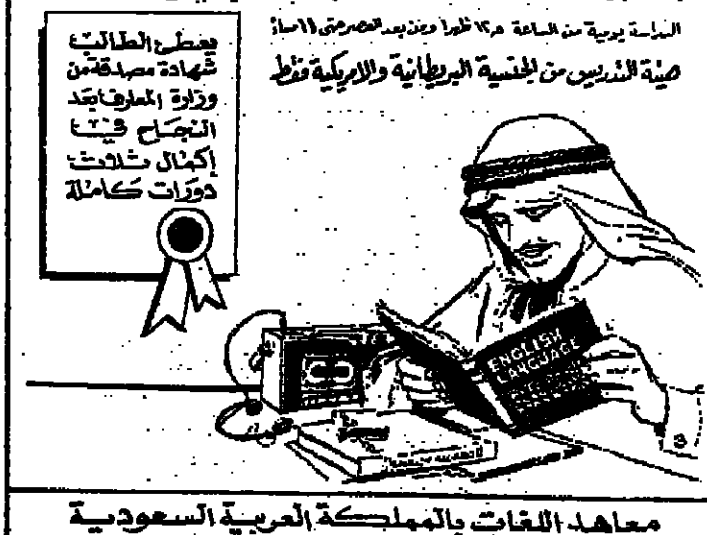 الدراسة يومية من الساعة ٨ر١٢ ظهرا ومن بعد العصر حتى ١١ مساءً
هيئة التدريس من الجنسية البريطانية والامريكية فقط
يعطى الطالب
شهادة مصدقة من
وزارة المعارف بعد
النجاح في
إكمال ثلاث
دورات كاملة
ENGLISH
LANGUAGE
معاهد اللغات بالمملكة العربية السعودية